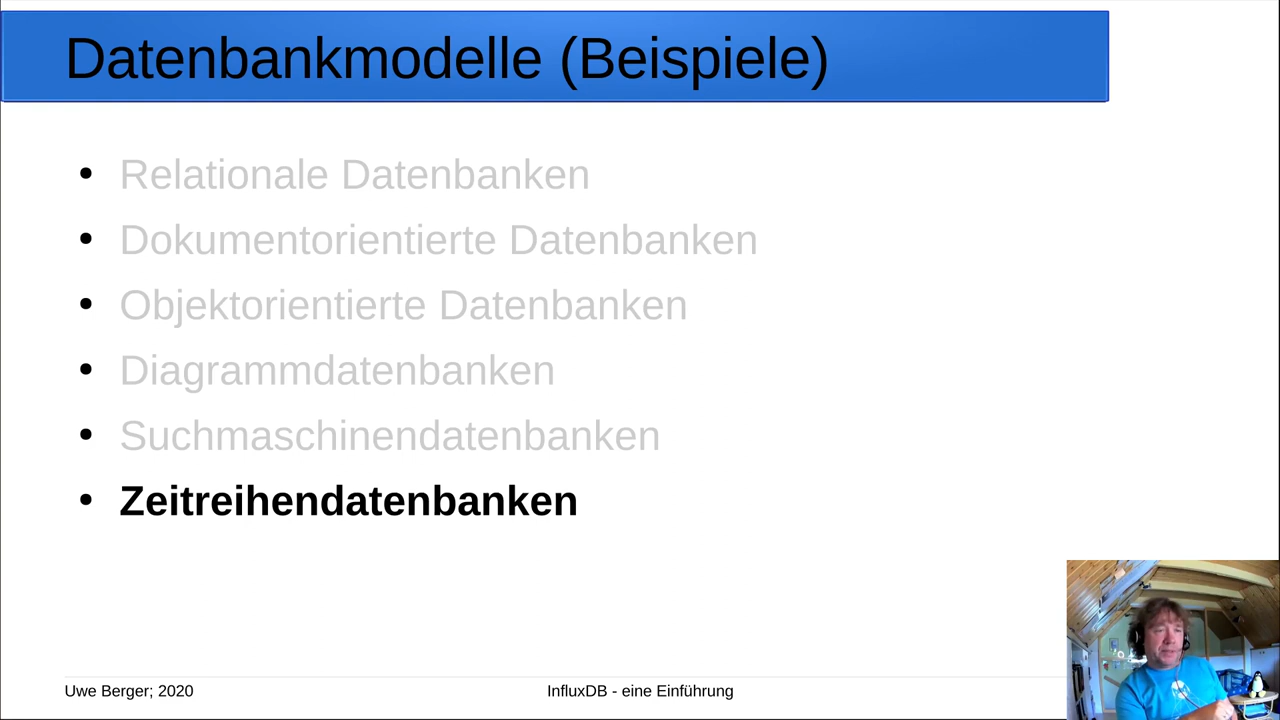 Datenbankmodelle (Beispiele)
• Relationale Datenbanken
• Dokumentorientierte Datenbanken
• Objektorientierte Datenbanken
• Diagrammdatenbanken
• Suchmaschinendatenbanken
• Zeitreihendatenbanken
Uwe Berger; 2020
InfluxDB - eine Einführung